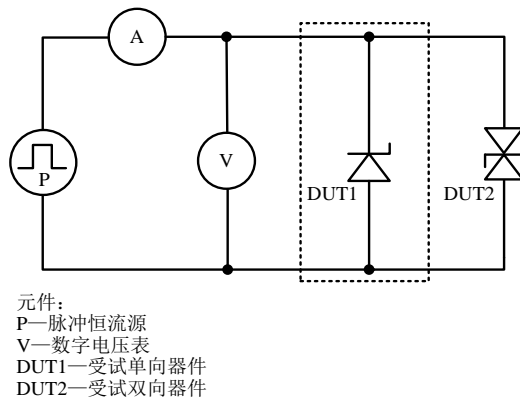 A
V
P
DUT1
DUT2
元件：
P—脉冲恒流源
V—数字电压表
DUT1—受试单向器件
DUT2—受试双向器件